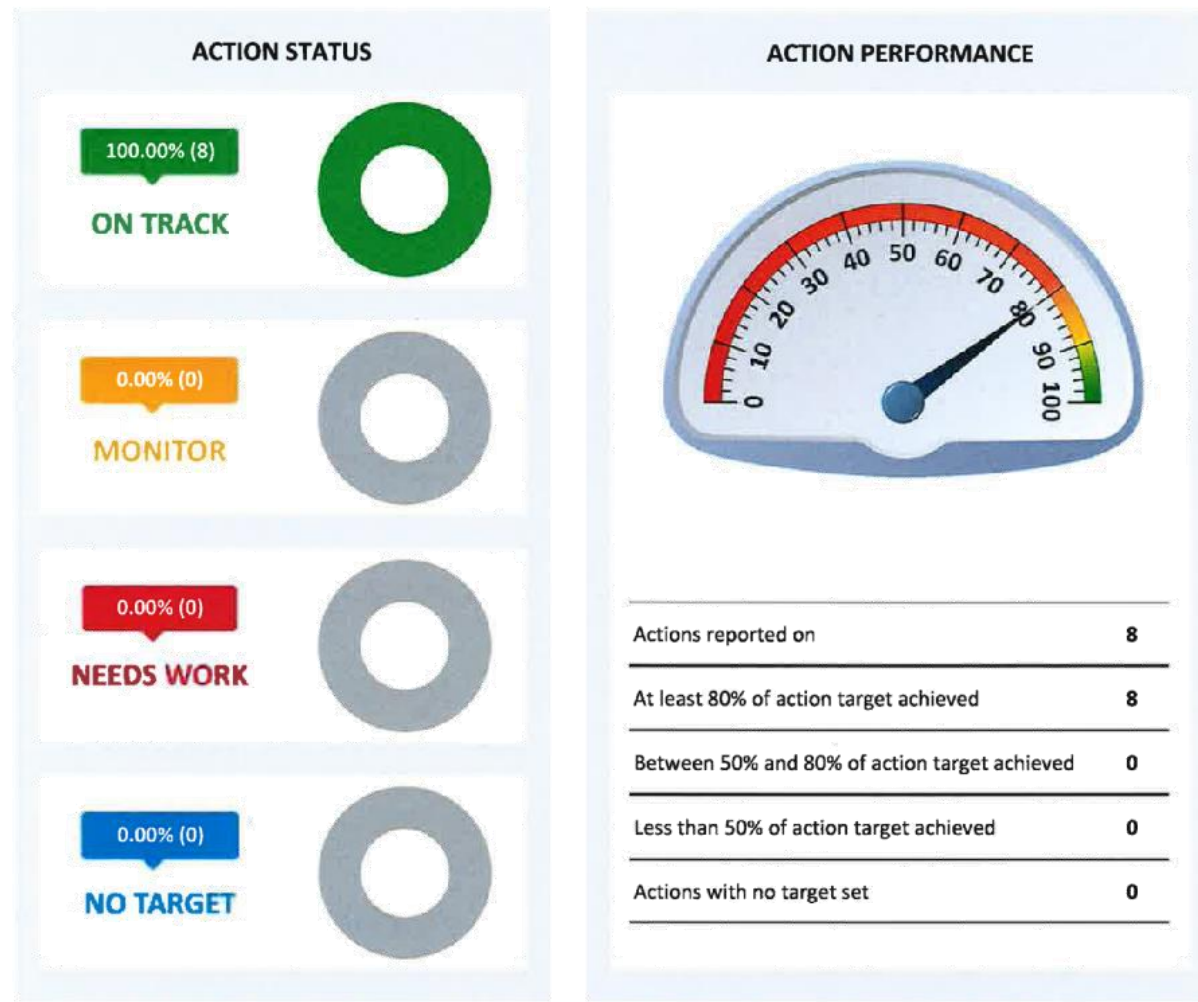 ACTION STATUS
100.00% (8)
ON TRACK
0.00% (0)
MONITOR
0.00% (0)
NEEDS WORK
0.00% (0)
NO TARGET
ACTION PERFORMANCE
0 10 20 30 40 50 60 70 80 90 100
Actions reported on 8
At least 80% of action target achieved 8
Between 50% and 80% of action target achieved 0
Less than 50% of action target achieved 0
Actions with no target set 0